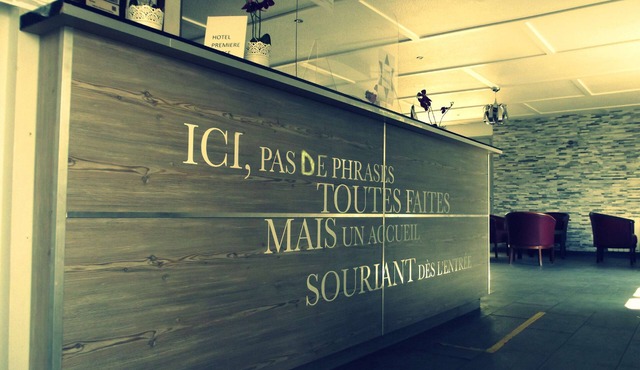 HOTEL
PREMIERE
ICI, PAS DE PHRASES
TOUTES FAITES
MAIS UN ACCUEIL
SOURIANT DÈS L'ENTRÉE